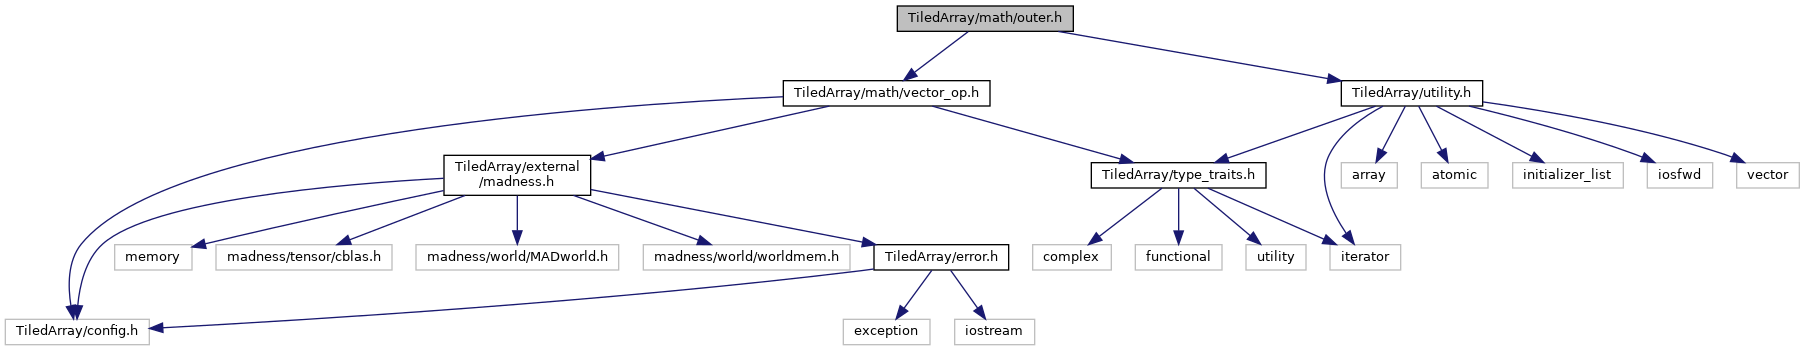 TiledArray/math/outer.h
TiledArray/math/vector_op.h
TiledArray/utility.h
TiledArray/external
/madness.h
TiledArray/type_traits.h
array
atomic
initializer_list
iosfwd
vector
memory
madness/tensor/cblas.h
madness/world/MADworld.h
madness/world/worldmem.h
TiledArray/error.h
complex
functional
utility
iterator
TiledArray/config.h
exception
iostream